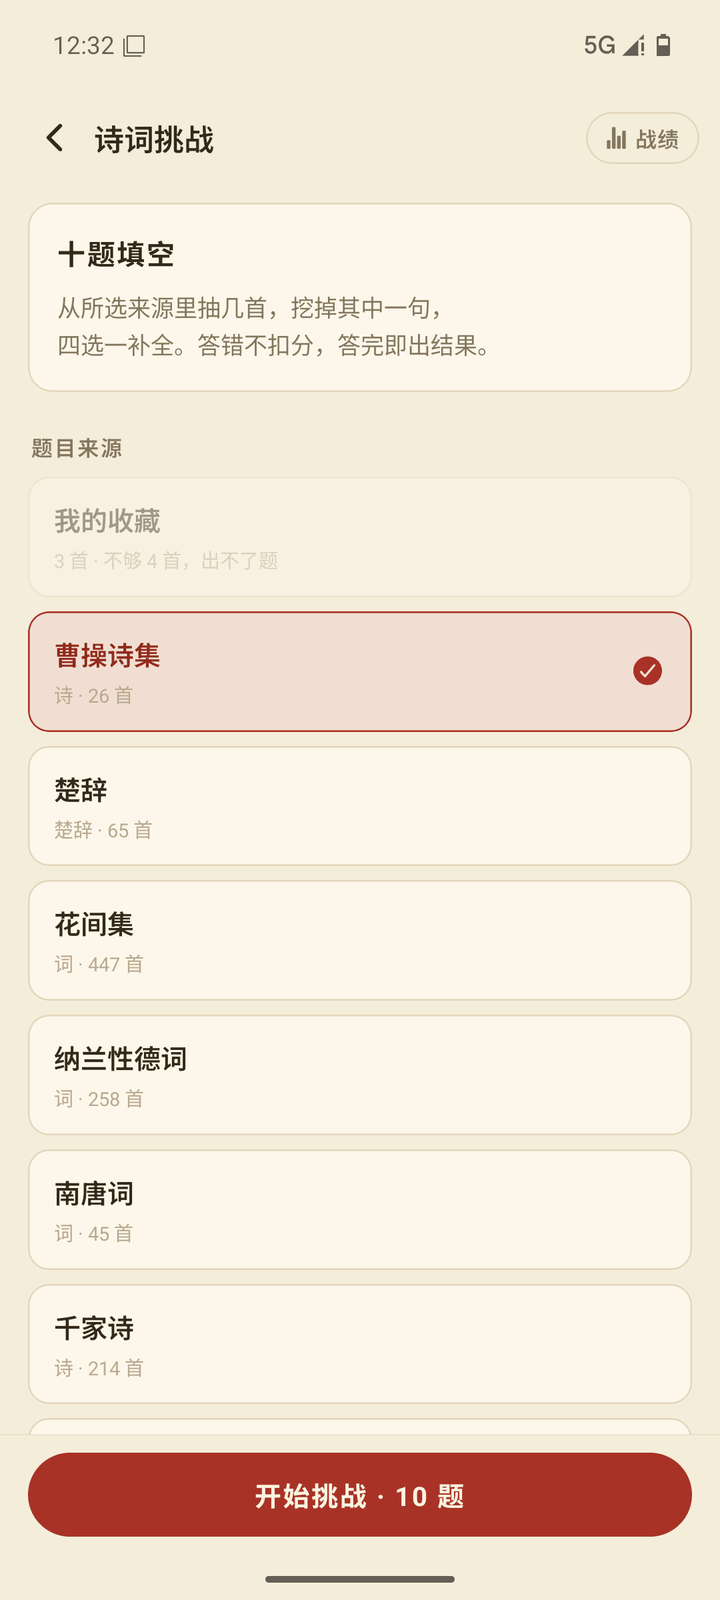 12:32
5G
诗词挑战
战绩
十题填空
从所选来源里抽几首，挖掉其中一句，
四选一补全。答错不扣分，答完即出结果。
题目来源
我的收藏
3 首 · 不够 4 首，出不了题
曹操诗集
诗 · 26 首
楚辞
楚辞 · 65 首
花间集
词 · 447 首
纳兰性德词
词 · 258 首
南唐词
词 · 45 首
千家诗
诗 · 214 首
开始挑战 · 10 题